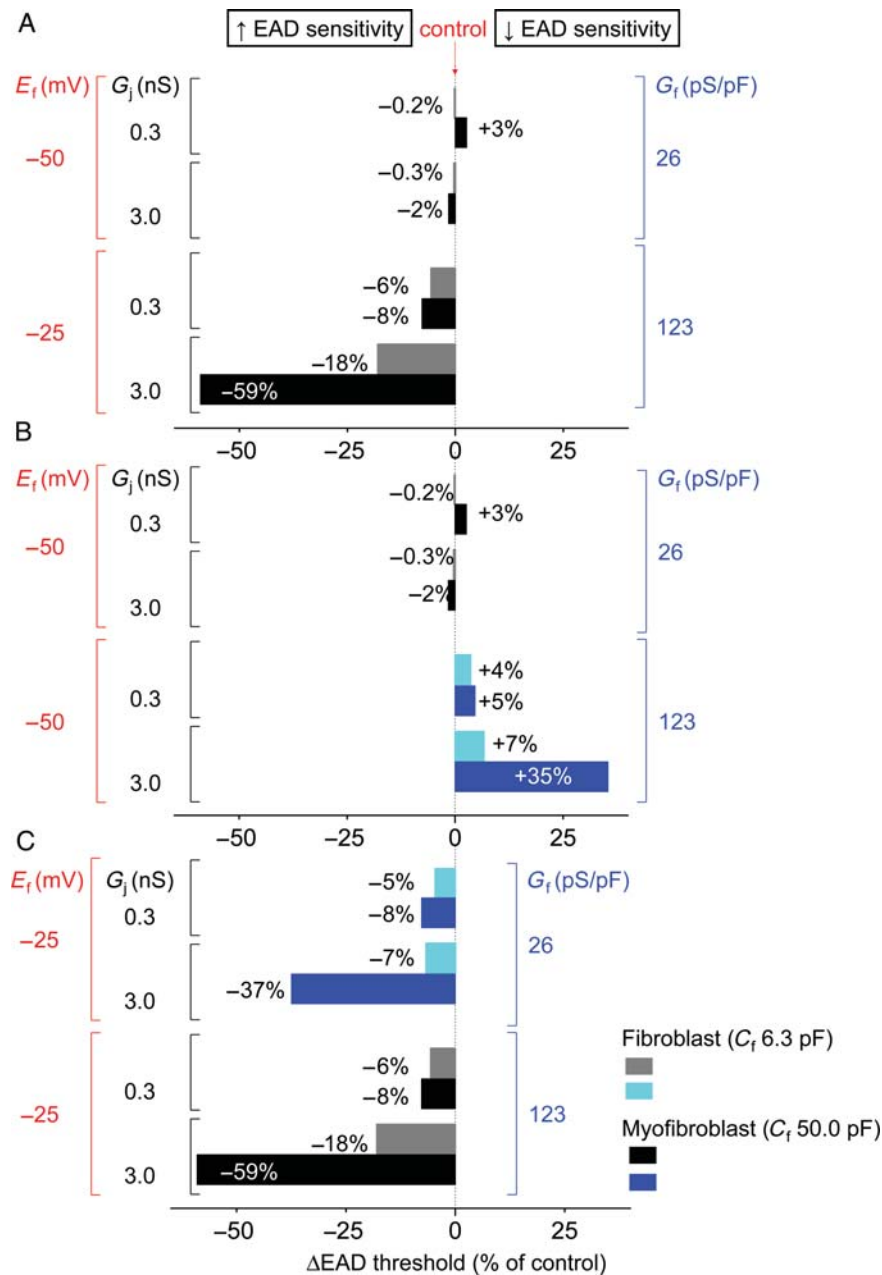 A
↑ EAD sensitivity control ↓ EAD sensitivity
Ef (mV) Gj (nS) Gf (pS/pF)
−0.2%
0.3 +3%
−50 26
−0.3%
3.0 −2%
−6%
0.3 −8%
−25 123
−18%
3.0 −59%
−50 −25 0 25
B
Ef (mV) Gj (nS) Gf (pS/pF)
−0.2%
0.3 +3%
−50 26
−0.3%
3.0 −2%
+4%
0.3 +5%
−50 123
+7%
3.0 +35%
−50 −25 0 25
C
Ef (mV) Gj (nS) Gf (pS/pF)
−5%
0.3 −8%
−25 26
−7%
3.0 −37%
−6%
0.3 −8%
−25 123
−18%
3.0 −59%
Fibroblast (Cf 6.3 pF)
Myofibroblast (Cf 50.0 pF)
−50 −25 0 25
ΔEAD threshold (% of control)